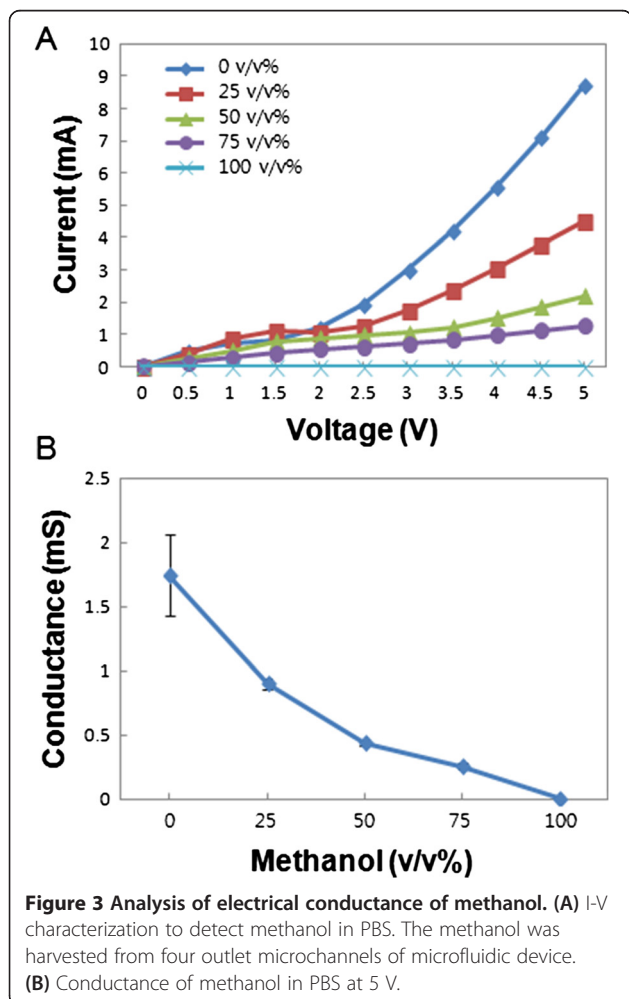 A
10
9
8
7
6
5
4
3
2
1
0
Current (mA)
0 v/v%
25 v/v%
50 v/v%
75 v/v%
100 v/v%
0 0.5 1 1.5 2 2.5 3 3.5 4 4.5 5
Voltage (V)
B
2.5
2
1.5
1
0.5
0
Conductance (mS)
0 25 50 75 100
Methanol (v/v%)
Figure 3 Analysis of electrical conductance of methanol. (A) I-V
characterization to detect methanol in PBS. The methanol was
harvested from four outlet microchannels of microfluidic device.
(B) Conductance of methanol in PBS at 5 V.